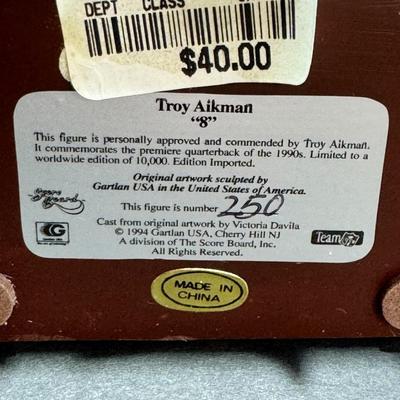 DEPT CLASS
$40.00
Troy Aikman
"8"
This figure is personally approved and commended by Troy Aikman.
It commemorates the premiere quarterback of the 1990s. Limited to a
worldwide edition of 10,000. Edition Imported.
Original artwork sculpted by
Gartlan USA in the United States of America.
This figure is number 250
Cast from original artwork by Victoria Davila
© 1994 Gartlan USA, Cherry Hill NJ
A division of The Score Board, Inc.
All Rights Reserved.
G
Team
MADE IN
CHINA